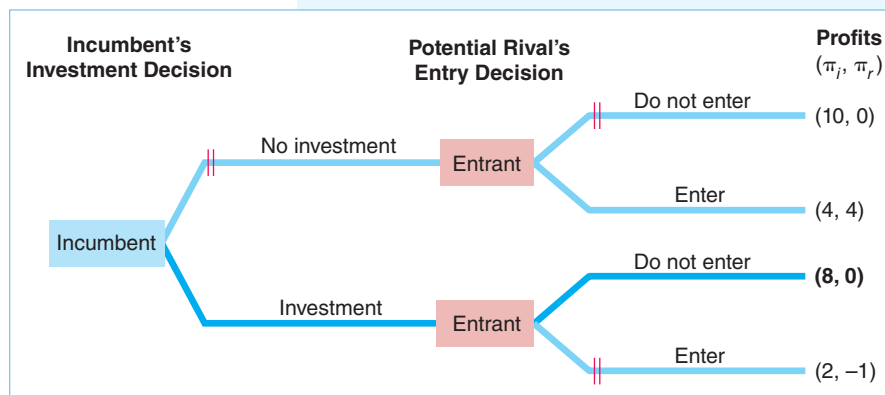 Incumbent's
Investment Decision
Potential Rival's
Entry Decision
Profits
(πi, πr)
No investment
Entrant
Do not enter
(10, 0)
Enter
(4, 4)
Incumbent
Investment
Entrant
Do not enter
(8, 0)
Enter
(2, –1)